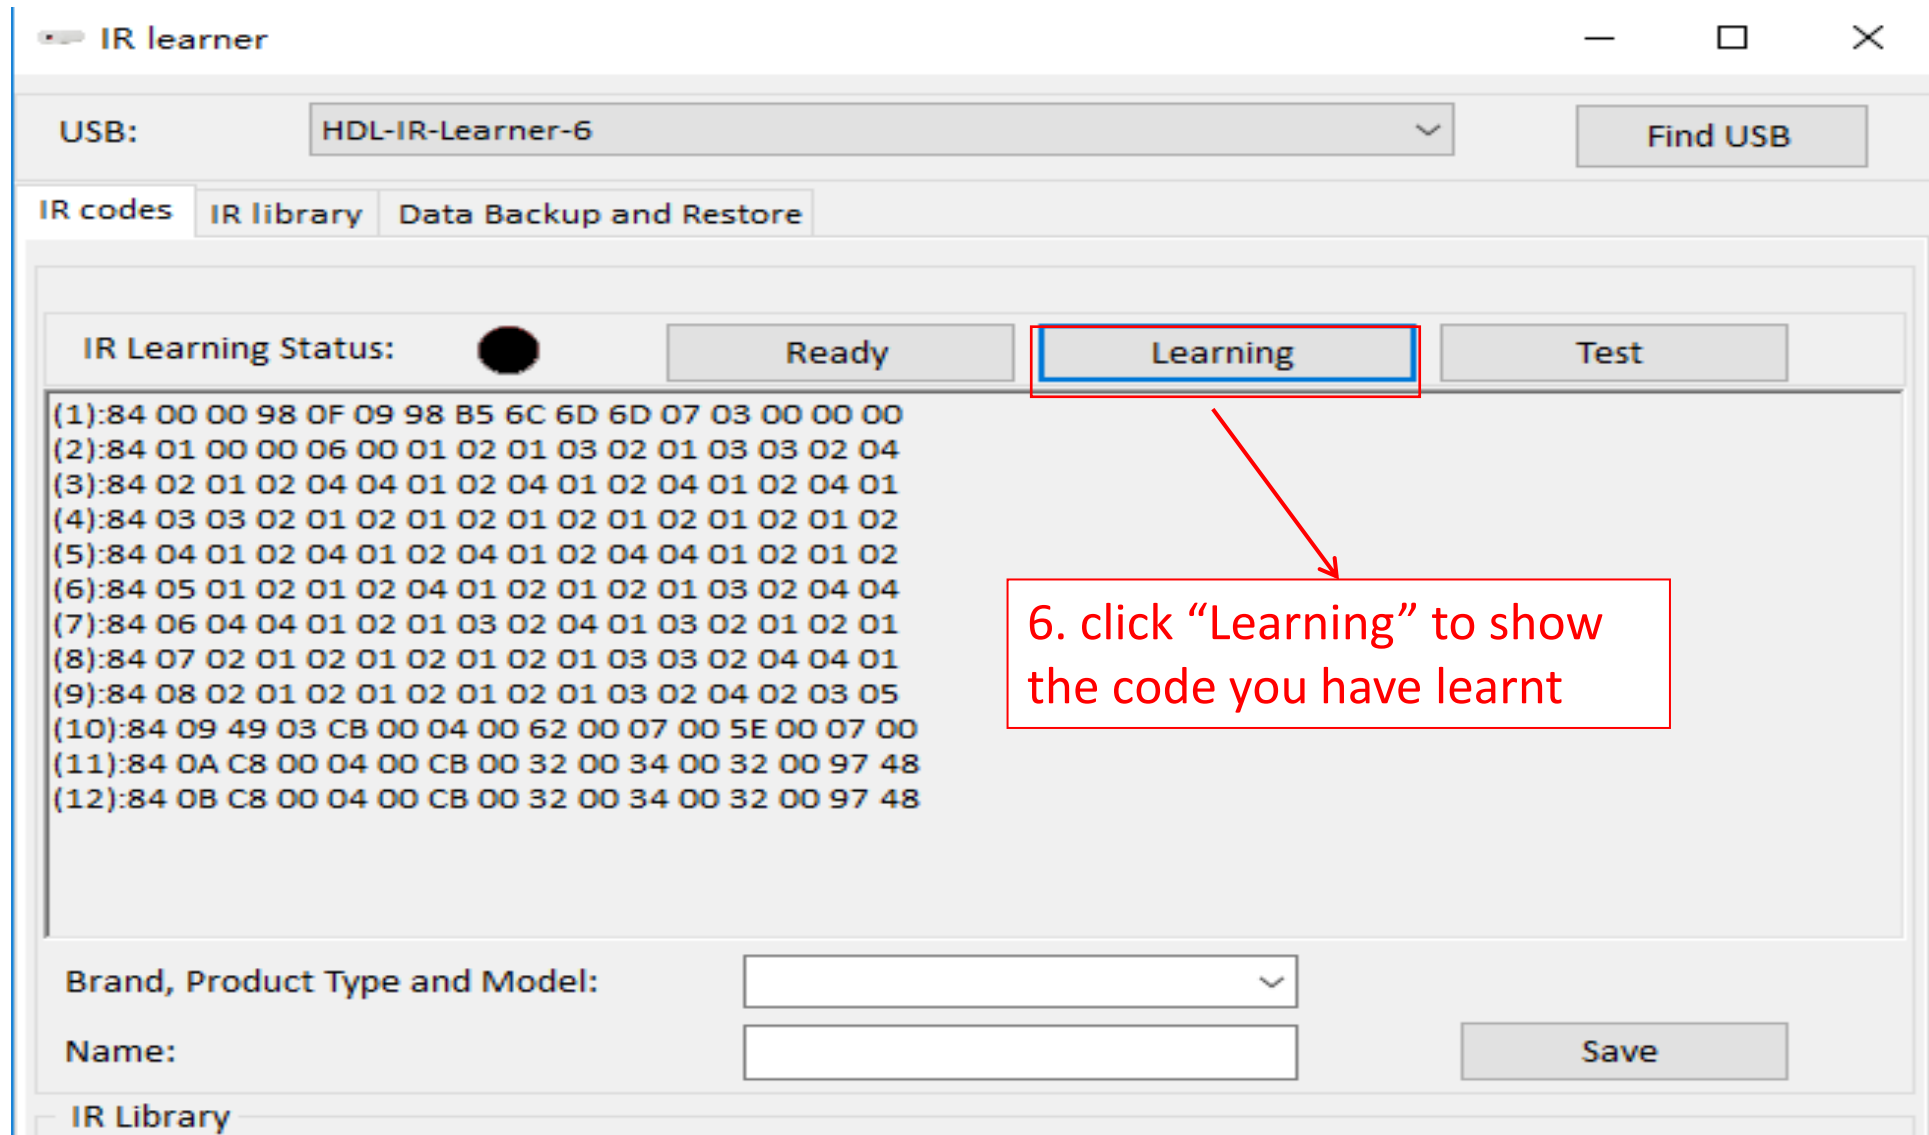 IR learner
USB:
HDL-IR-Learner-6
Find USB
IR codes
IR library
Data Backup and Restore
IR Learning Status:
Ready
Learning
Test
(1):84 00 00 98 0F 09 98 B5 6C 6D 6D 07 03 00 00 00
(2):84 01 00 00 06 00 01 02 01 03 02 01 03 03 02 04
(3):84 02 01 02 04 04 01 02 04 01 02 04 01 02 04 01
(4):84 03 03 02 01 02 01 02 01 02 01 02 01 02 01 02
(5):84 04 01 02 04 01 02 04 01 02 04 04 01 02 01 02
(6):84 05 01 02 01 02 04 01 02 01 02 01 03 02 04 04
(7):84 06 04 04 01 02 01 03 02 04 01 03 02 01 02 01
(8):84 07 02 01 02 01 02 01 02 01 03 03 02 04 04 01
(9):84 08 02 01 02 01 02 01 02 01 03 02 04 02 03 05
(10):84 09 49 03 CB 00 04 00 62 00 07 00 5E 00 07 00
(11):84 0A C8 00 04 00 CB 00 32 00 34 00 32 00 97 48
(12):84 0B C8 00 04 00 CB 00 32 00 34 00 32 00 97 48
6. click “Learning” to show
the code you have learnt
Brand, Product Type and Model:
Name:
Save
IR Library